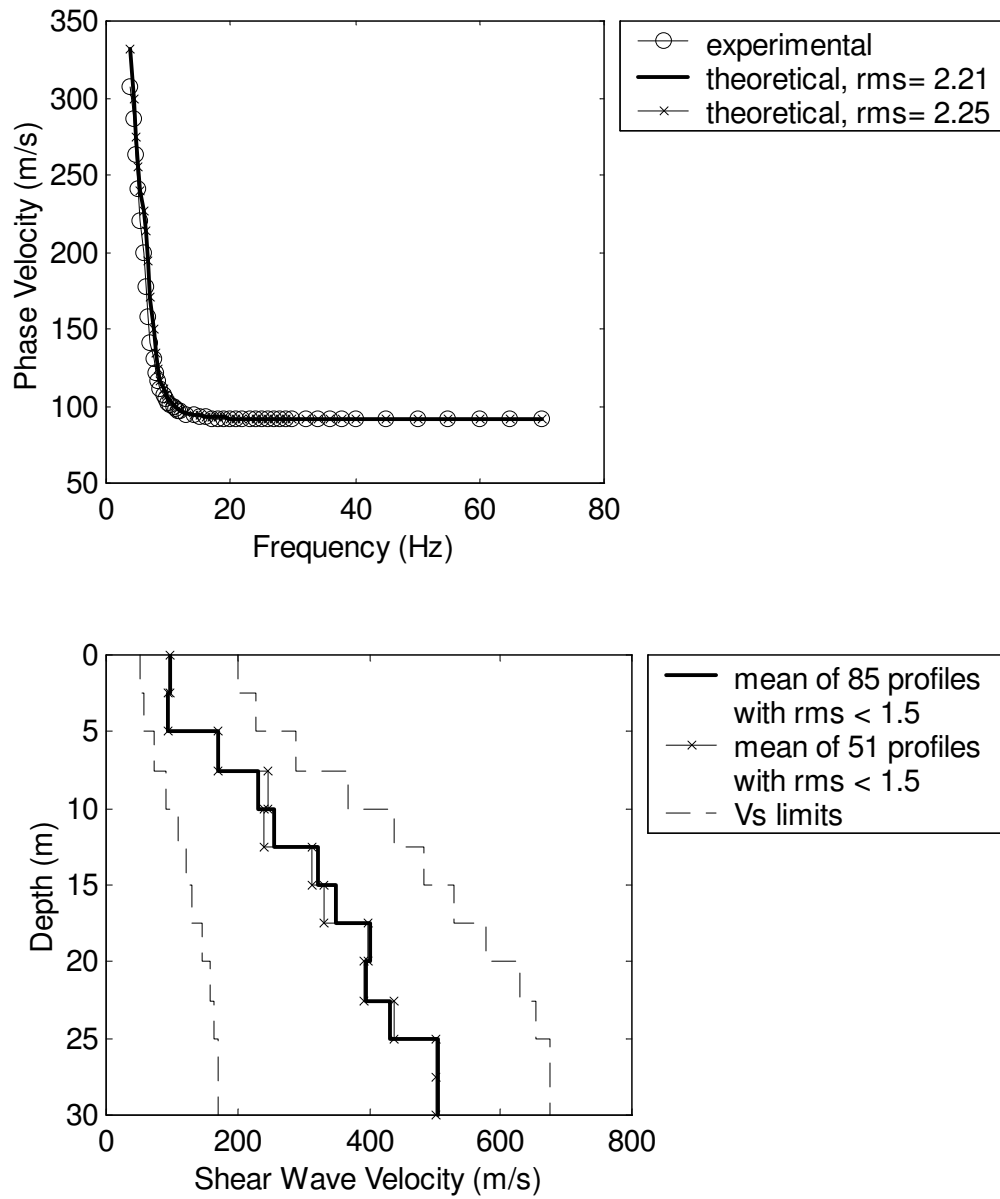 350
300
250
200
150
100
50
Phase Velocity (m/s)
0
20
40
60
80
Frequency (Hz)
experimental
theoretical, rms= 2.21
theoretical, rms= 2.25
0
5
10
15
20
25
30
Depth (m)
0
200
400
600
800
Shear Wave Velocity (m/s)
mean of 85 profiles
with rms < 1.5
mean of 51 profiles
with rms < 1.5
Vs limits